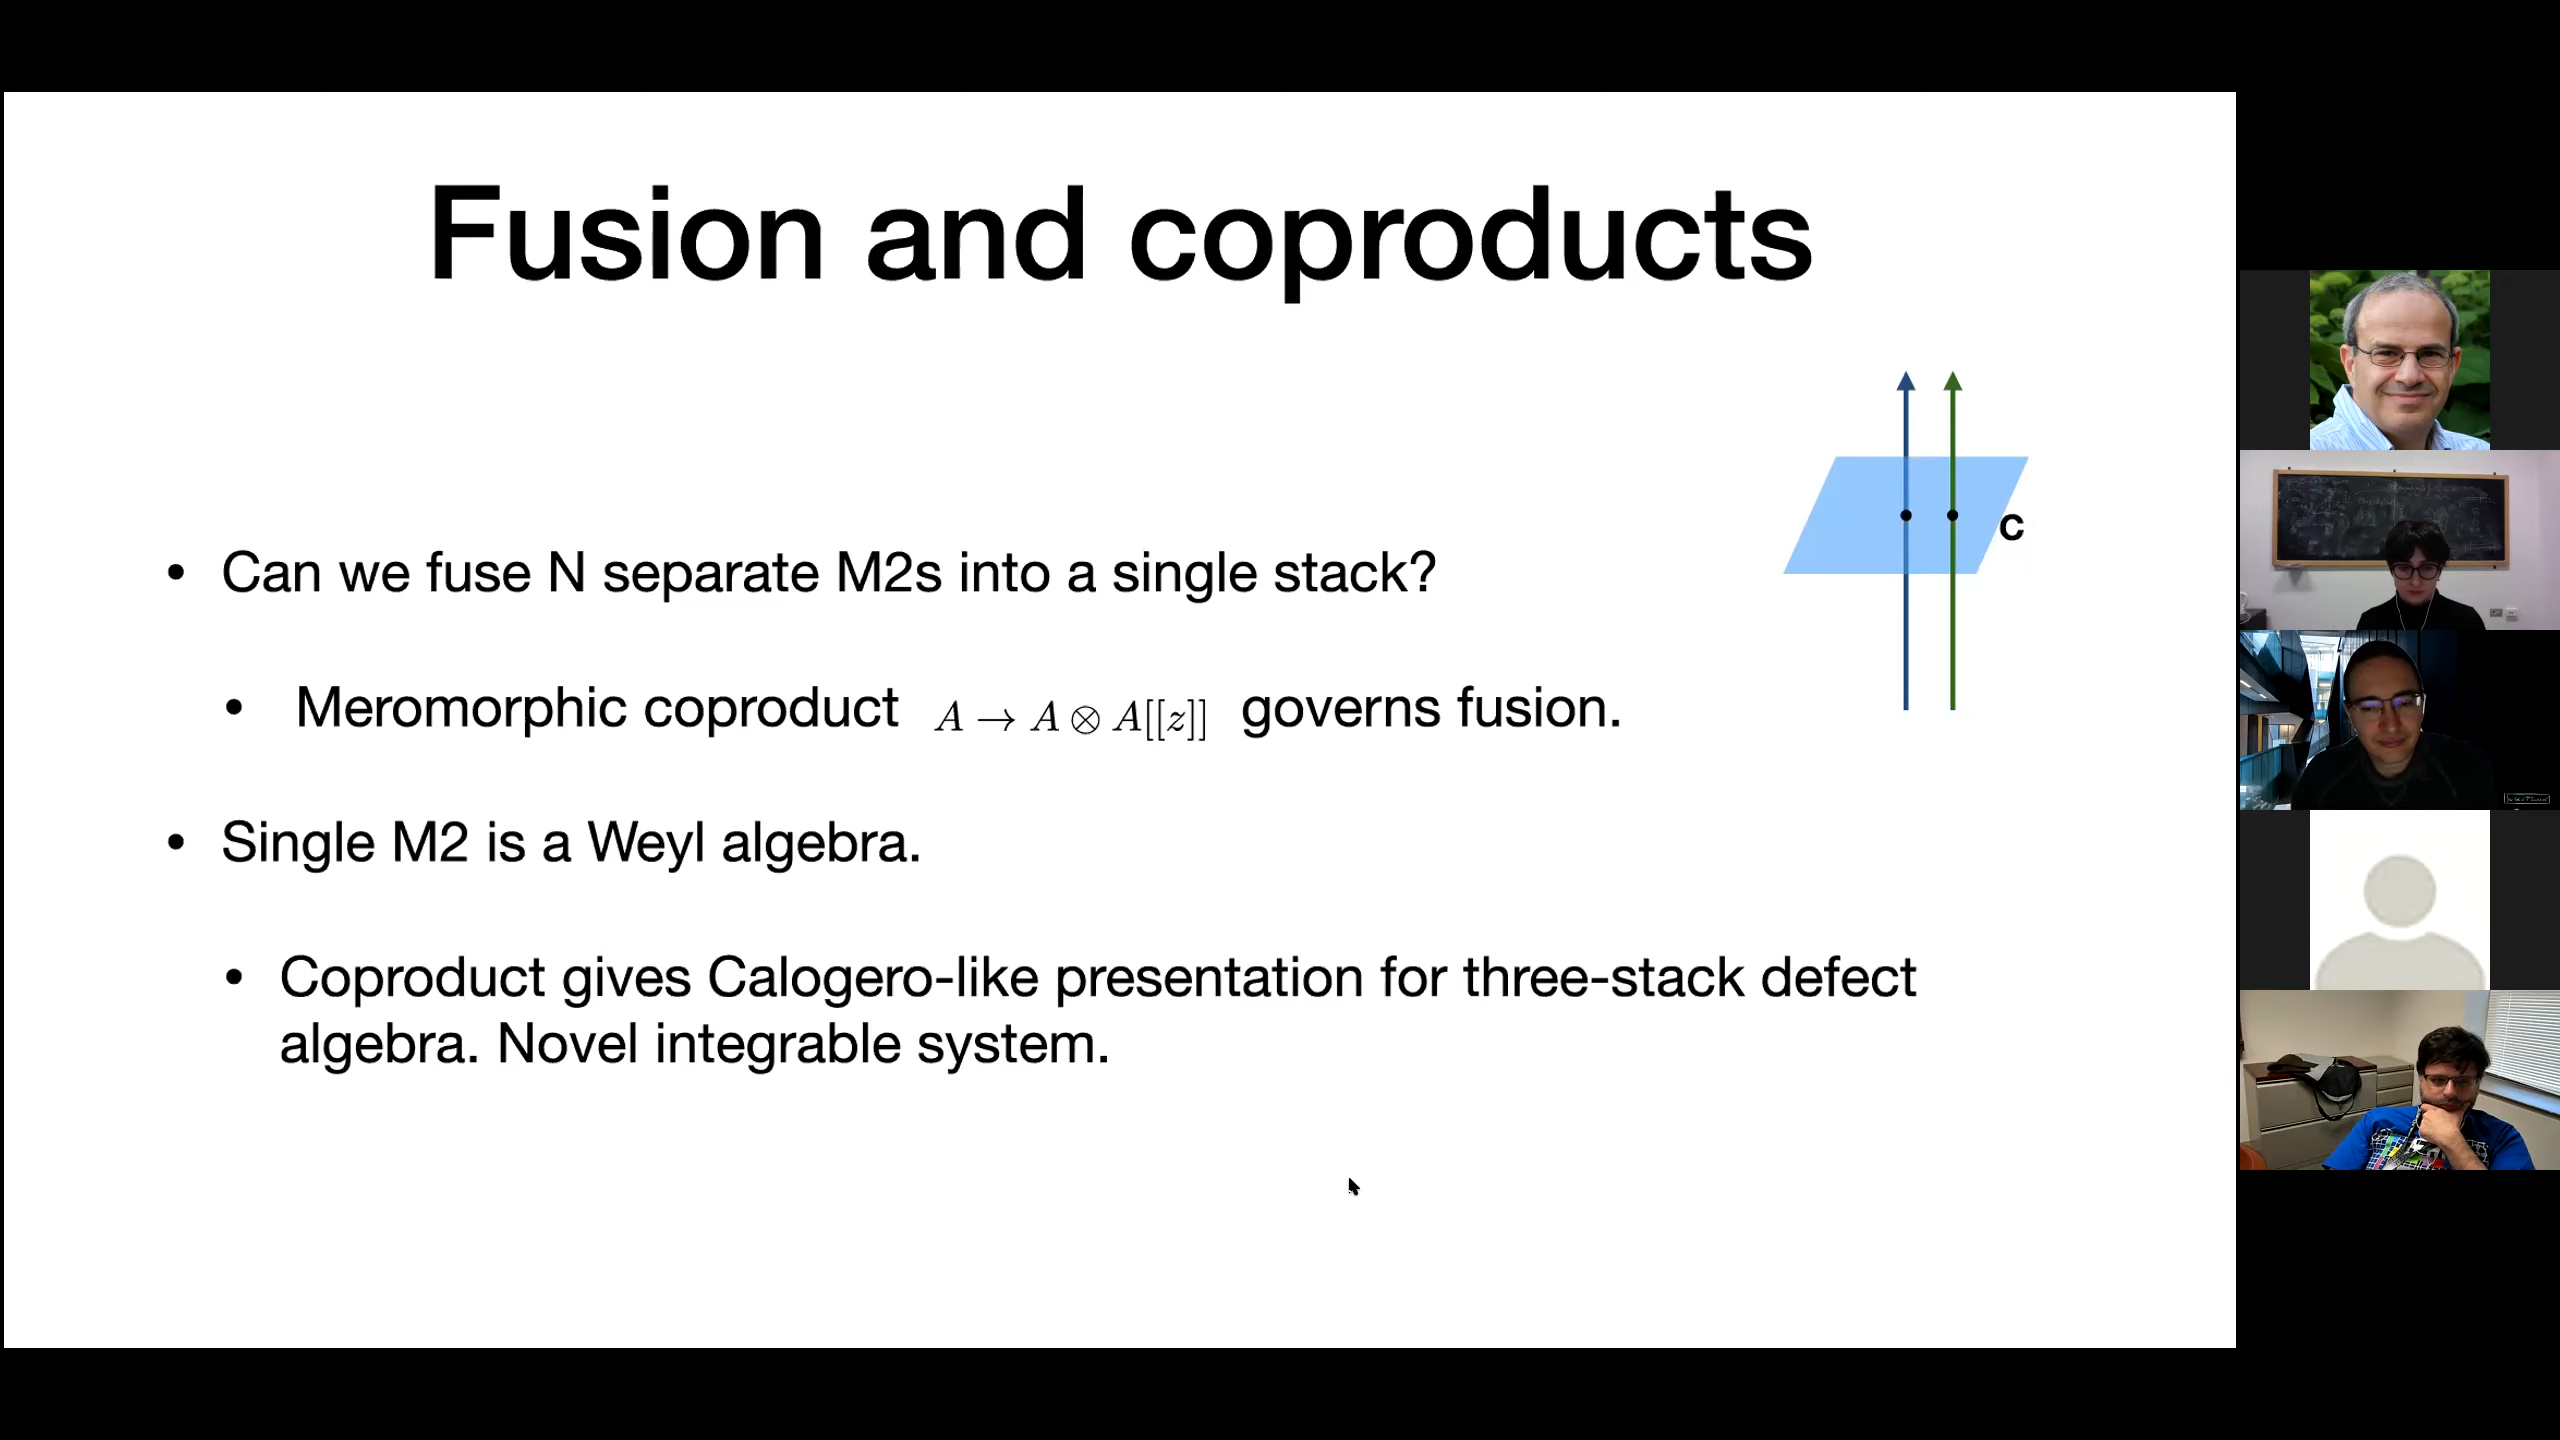 Fusion and coproducts
C
• Can we fuse N separate M2s into a single stack?
• Meromorphic coproduct A → A ⊗ A[[z]] governs fusion.
• Single M2 is a Weyl algebra.
• Coproduct gives Calogero-like presentation for three-stack defect
algebra. Novel integrable system.